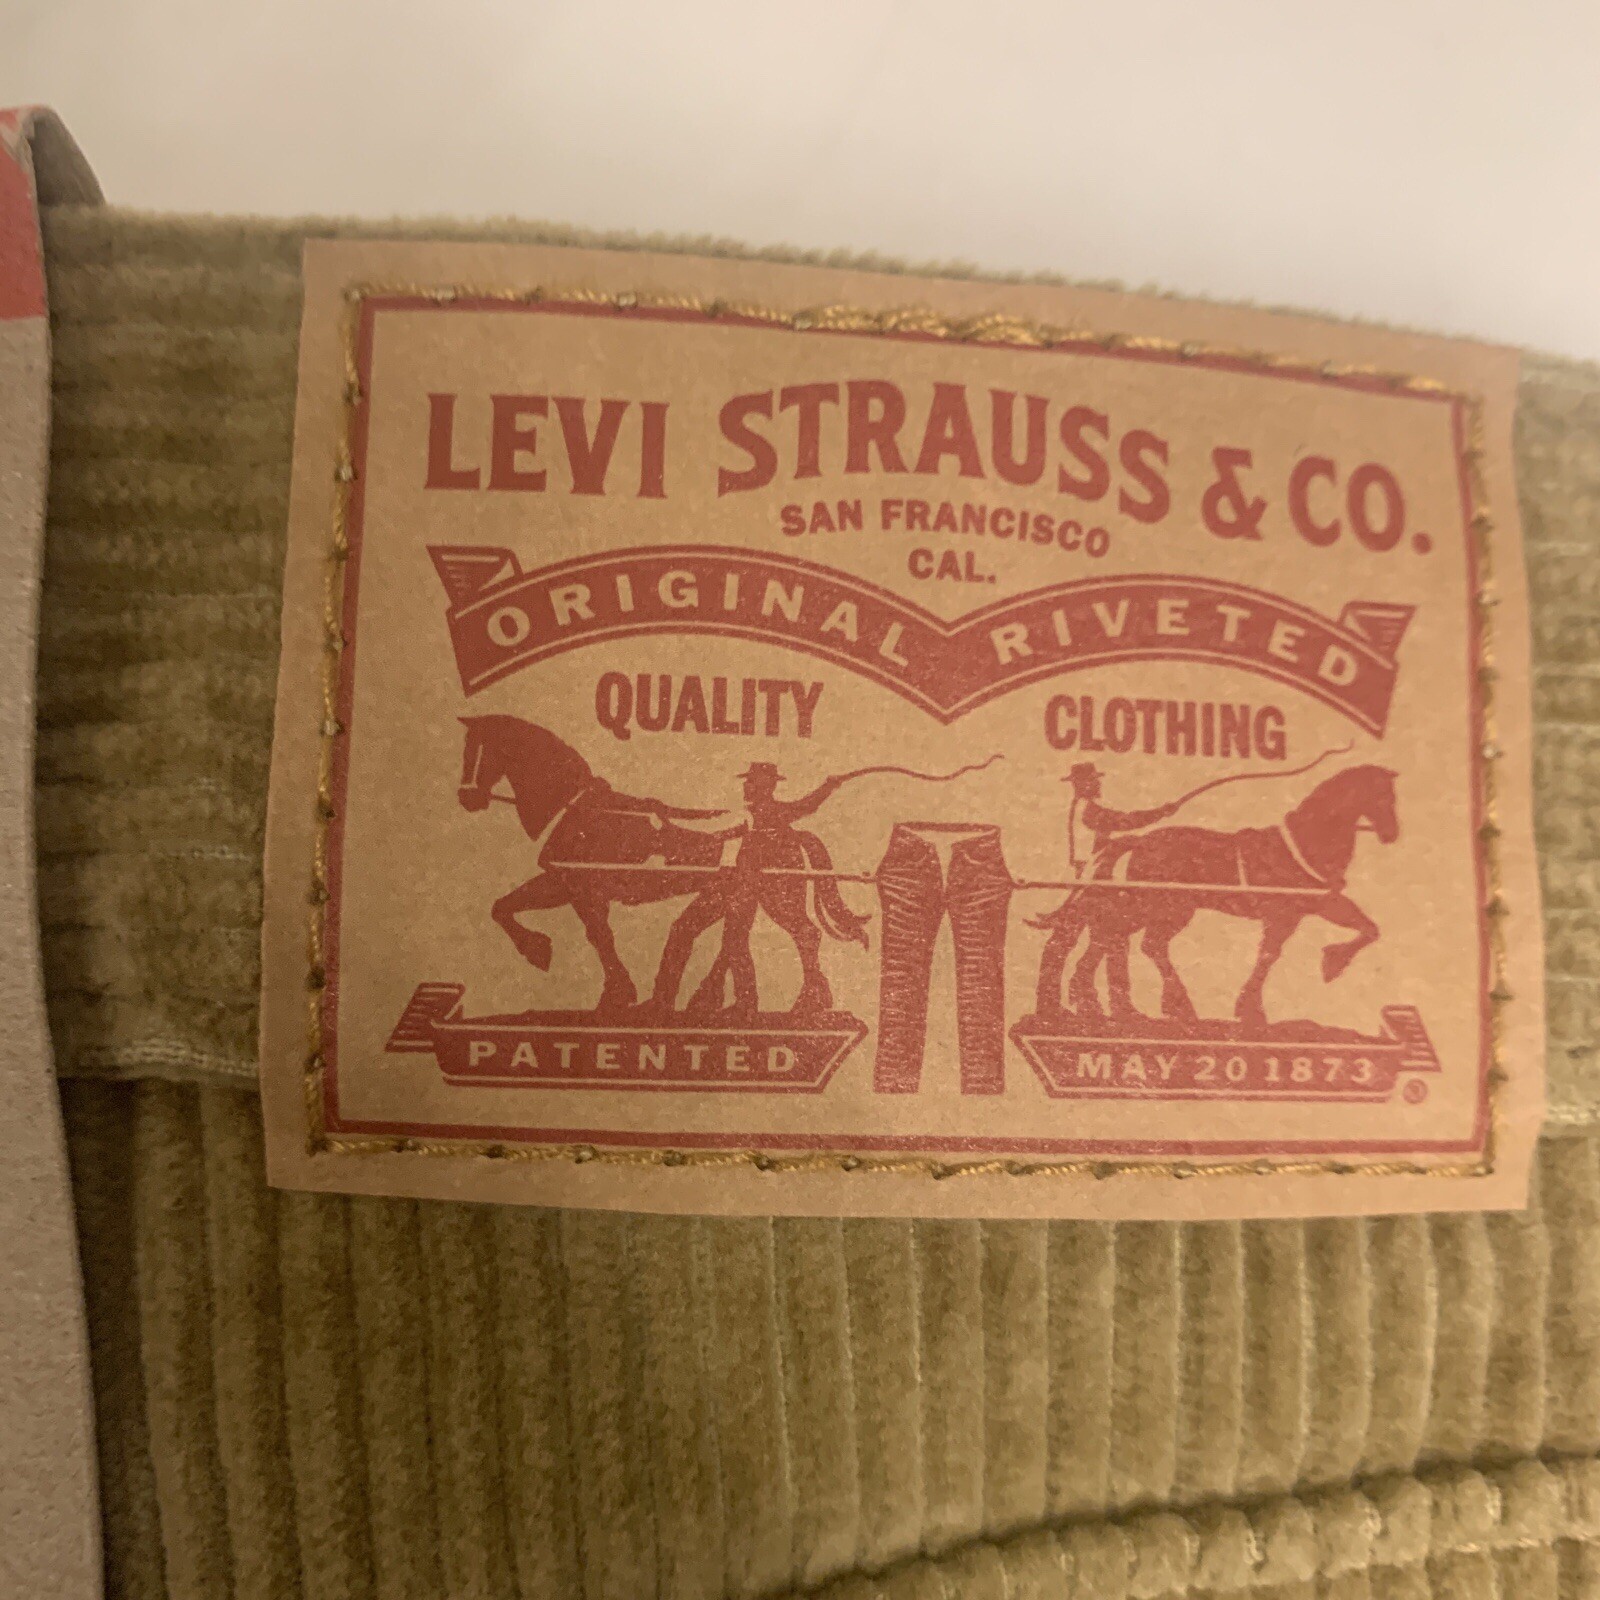 LEVI STRAUSS & CO.
SAN FRANCISCO
CAL.
ORIGINAL RIVETED
QUALITY CLOTHING
PATENTED MAY 20 1873
®